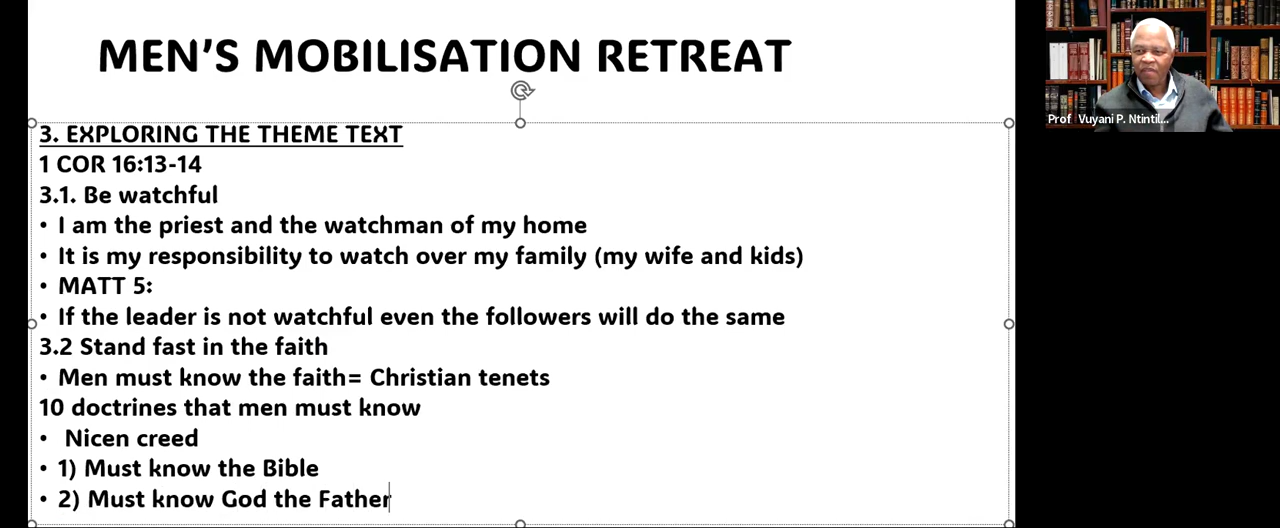 MEN'S MOBILISATION RETREAT
3. EXPLORING THE THEME TEXT
1 COR 16:13-14
3.1. Be watchful
• I am the priest and the watchman of my home
• It is my responsibility to watch over my family (my wife and kids)
• MATT 5:
• If the leader is not watchful even the followers will do the same
3.2 Stand fast in the faith
• Men must know the faith= Christian tenets
10 doctrines that men must know
• Nicen creed
• 1) Must know the Bible
• 2) Must know God the Father
Prof Vuyani P. Ntintil...